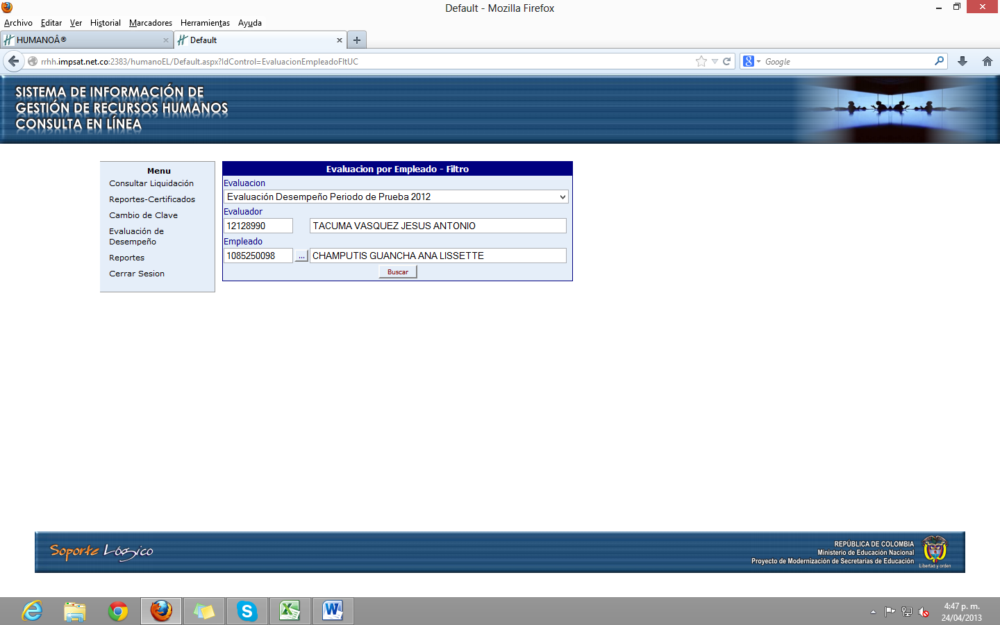 Default - Mozilla Firefox
Archivo Editar Ver Historial Marcadores Herramientas Ayuda
HUMANOÂ® Default
rrhh.impsat.net.co:2383/humanoEL/Default.aspx?IdControl=EvaluacionEmpleadoFltUC Google
SISTEMA DE INFORMACIÓN DE
GESTIÓN DE RECURSOS HUMANOS
CONSULTA EN LÍNEA
Menu
Consultar Liquidación
Reportes-Certificados
Cambio de Clave
Evaluación de
Desempeño
Reportes
Cerrar Sesion
Evaluacion por Empleado - Filtro
Evaluacion
Evaluación Desempeño Periodo de Prueba 2012
Evaluador
12128990 TACUMA VASQUEZ JESUS ANTONIO
Empleado
1085250098 ... CHAMPUTIS GUANCHA ANA LISSETTE
Buscar
Soporte Lógico
REPÚBLICA DE COLOMBIA
Ministerio de Educación Nacional
Proyecto de Modernización de Secretarias de Educación
Libertad y orden
4:47 p. m.
24/04/2013